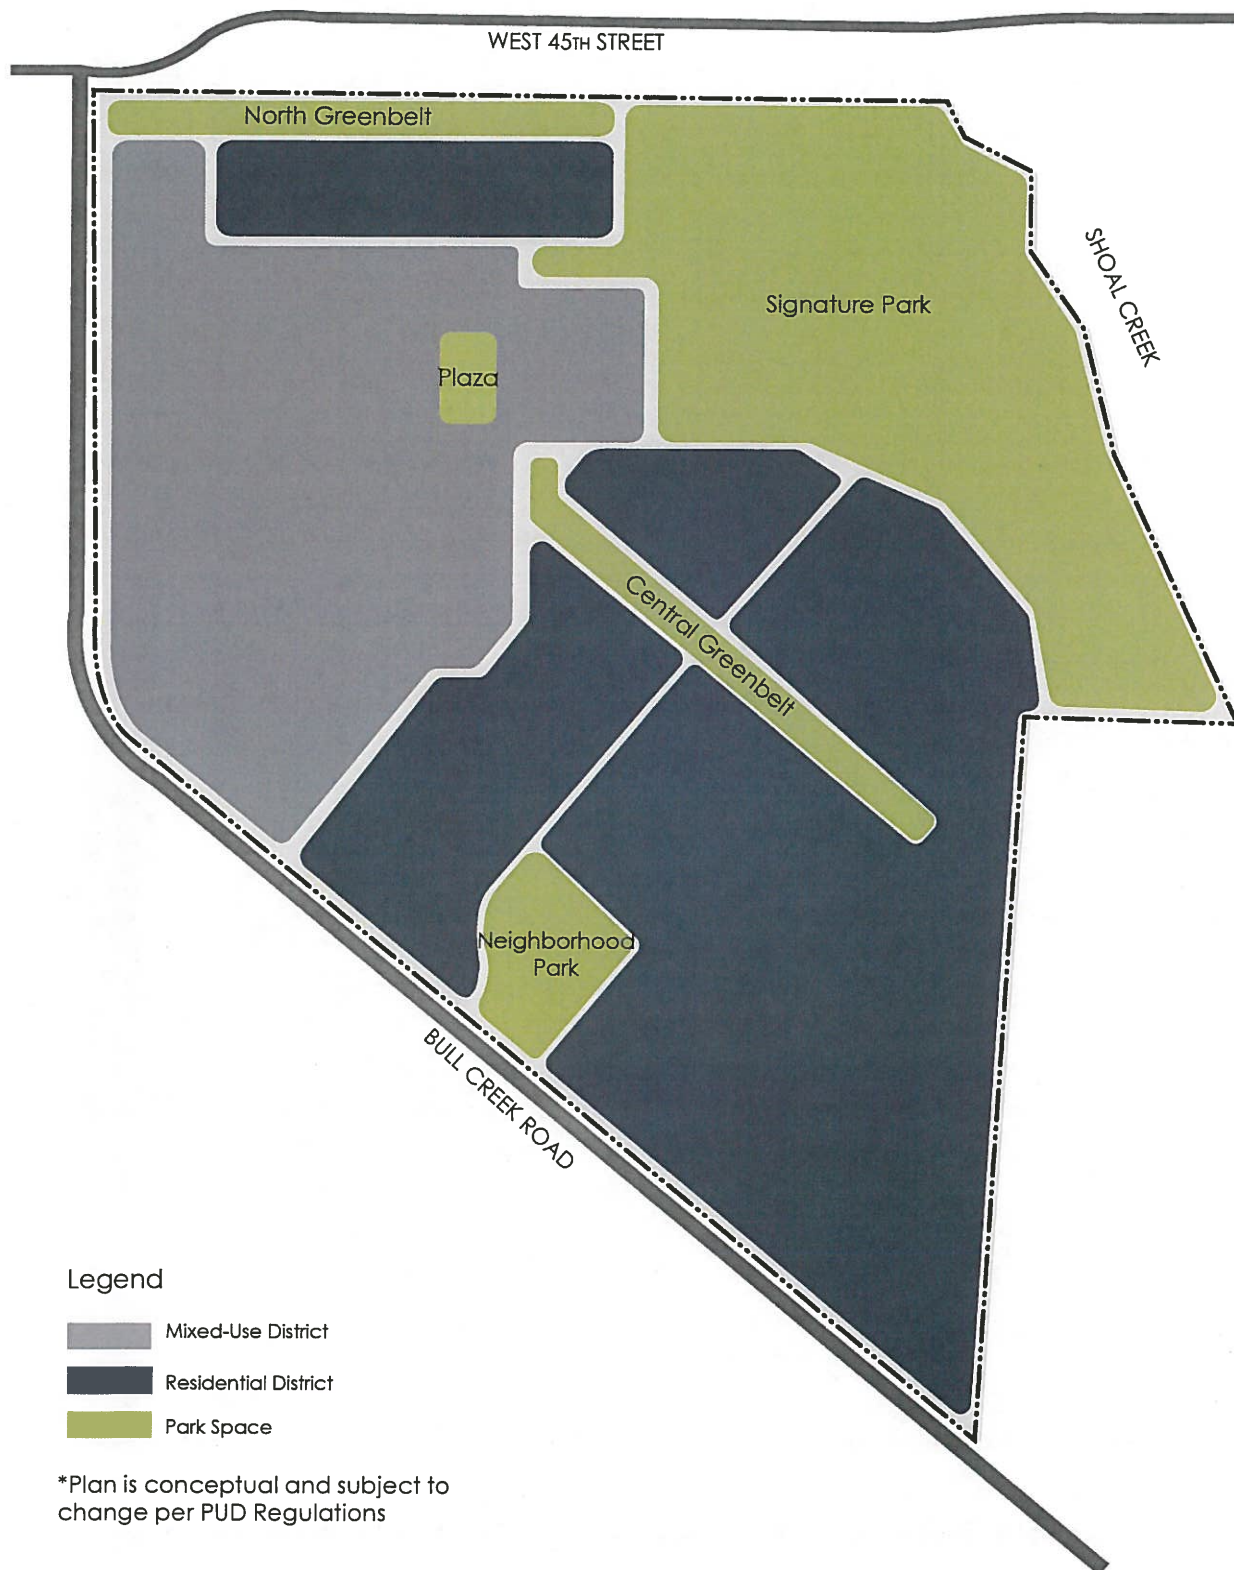 WEST 45TH STREET
North Greenbelt
SHOAL CREEK
Signature Park
Plaza
Central Greenbelt
Neighborhood
Park
BULL CREEK ROAD
Legend
Mixed-Use District
Residential District
Park Space
*Plan is conceptual and subject to
change per PUD Regulations